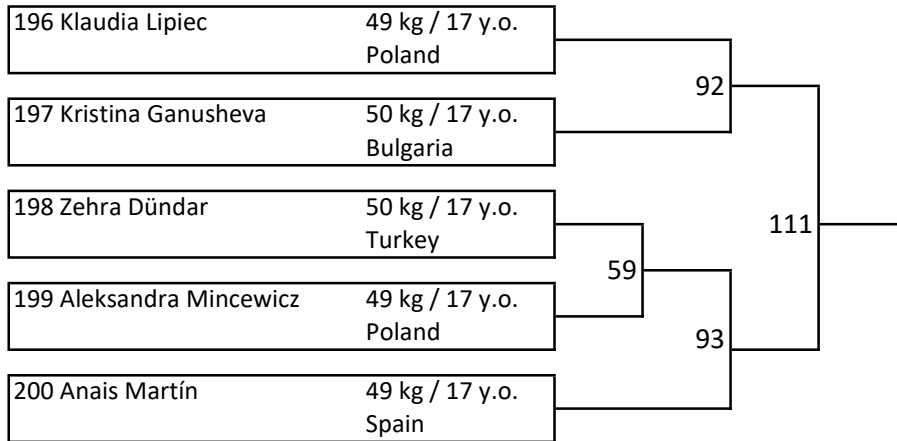 196 Klaudia Lipiec 49 kg / 17 y.o.
Poland
92
197 Kristina Ganusheva 50 kg / 17 y.o.
Bulgaria
198 Zehra Dündar 50 kg / 17 y.o.
Turkey
111
59
199 Aleksandra Mincewicz 49 kg / 17 y.o.
Poland
93
200 Anais Martín 49 kg / 17 y.o.
Spain